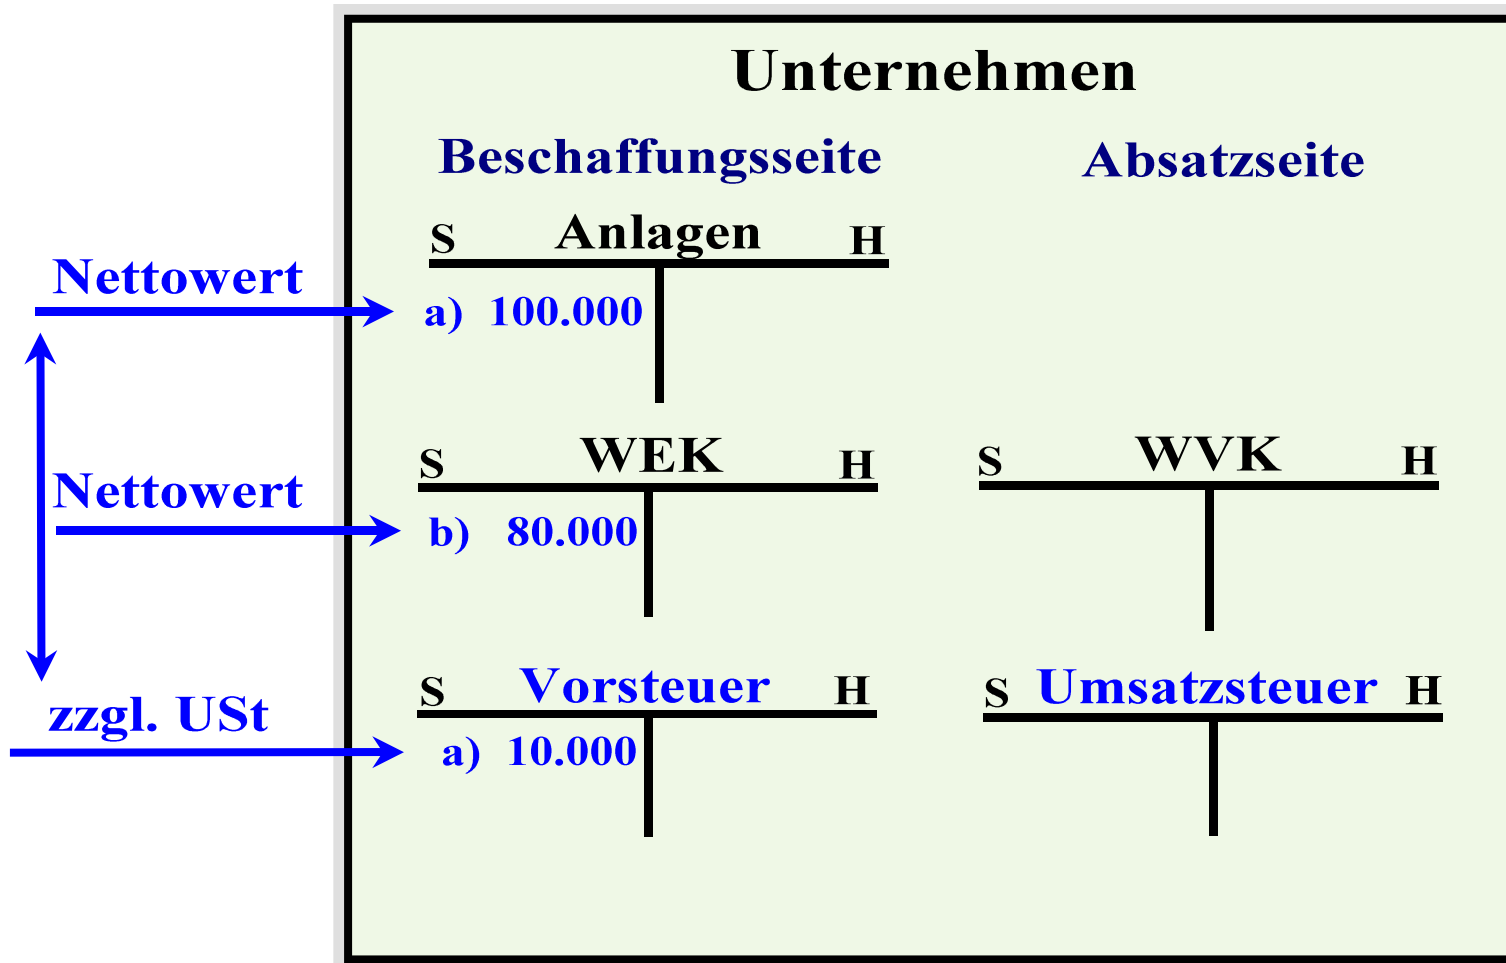 Unternehmen
Beschaffungsseite
Absatzseite
S Anlagen H
Nettowert
a) 100.000
S WEK H
S WVK H
Nettowert
b) 80.000
S Vorsteuer H
S Umsatzsteuer H
zzgl. USt
a) 10.000